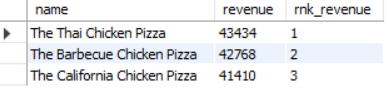 name revenue rnk_revenue
The Thai Chicken Pizza 43434 1
The Barbecue Chicken Pizza 42768 2
The California Chicken Pizza 41410 3